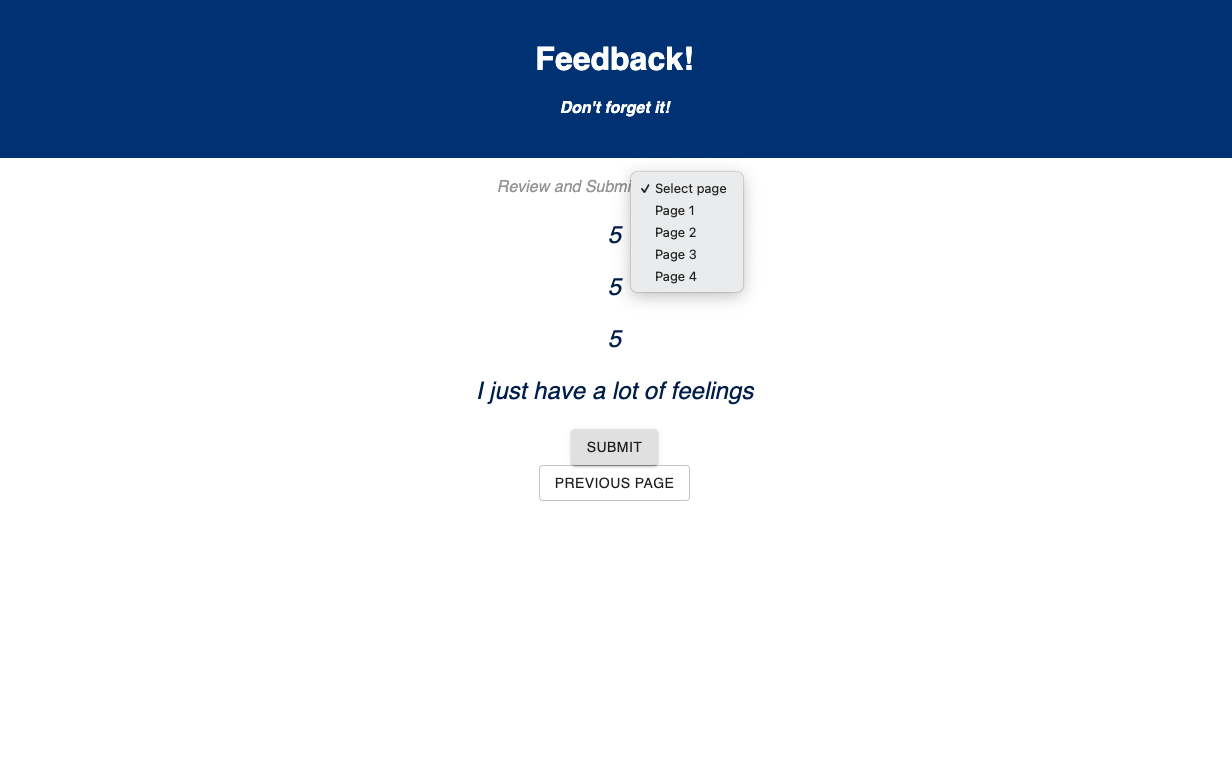 Feedback!
Don't forget it!
Review and Submi
✓ Select page
Page 1
Page 2
Page 3
Page 4
5
5
5
I just have a lot of feelings
SUBMIT
PREVIOUS PAGE